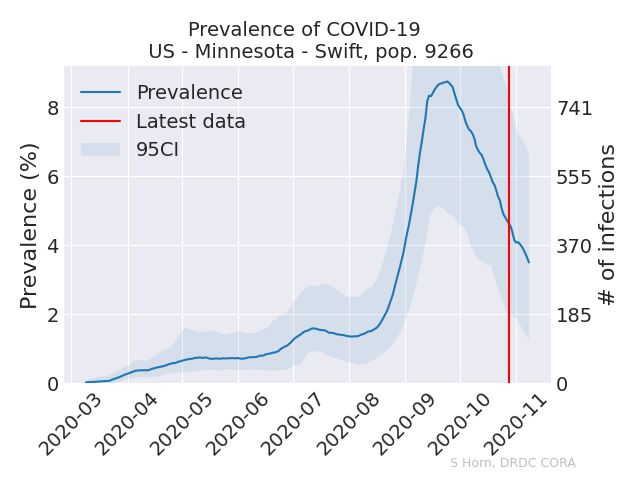 Prevalence of COVID-19
US - Minnesota - Swift, pop. 9266
Prevalence
Latest data
95CI
Prevalence (%)
8
6
4
2
0
741
555
370
185
0
# of infections
2020-03
2020-04
2020-05
2020-06
2020-07
2020-08
2020-09
2020-10
2020-11
S Horn, DRDC CORA